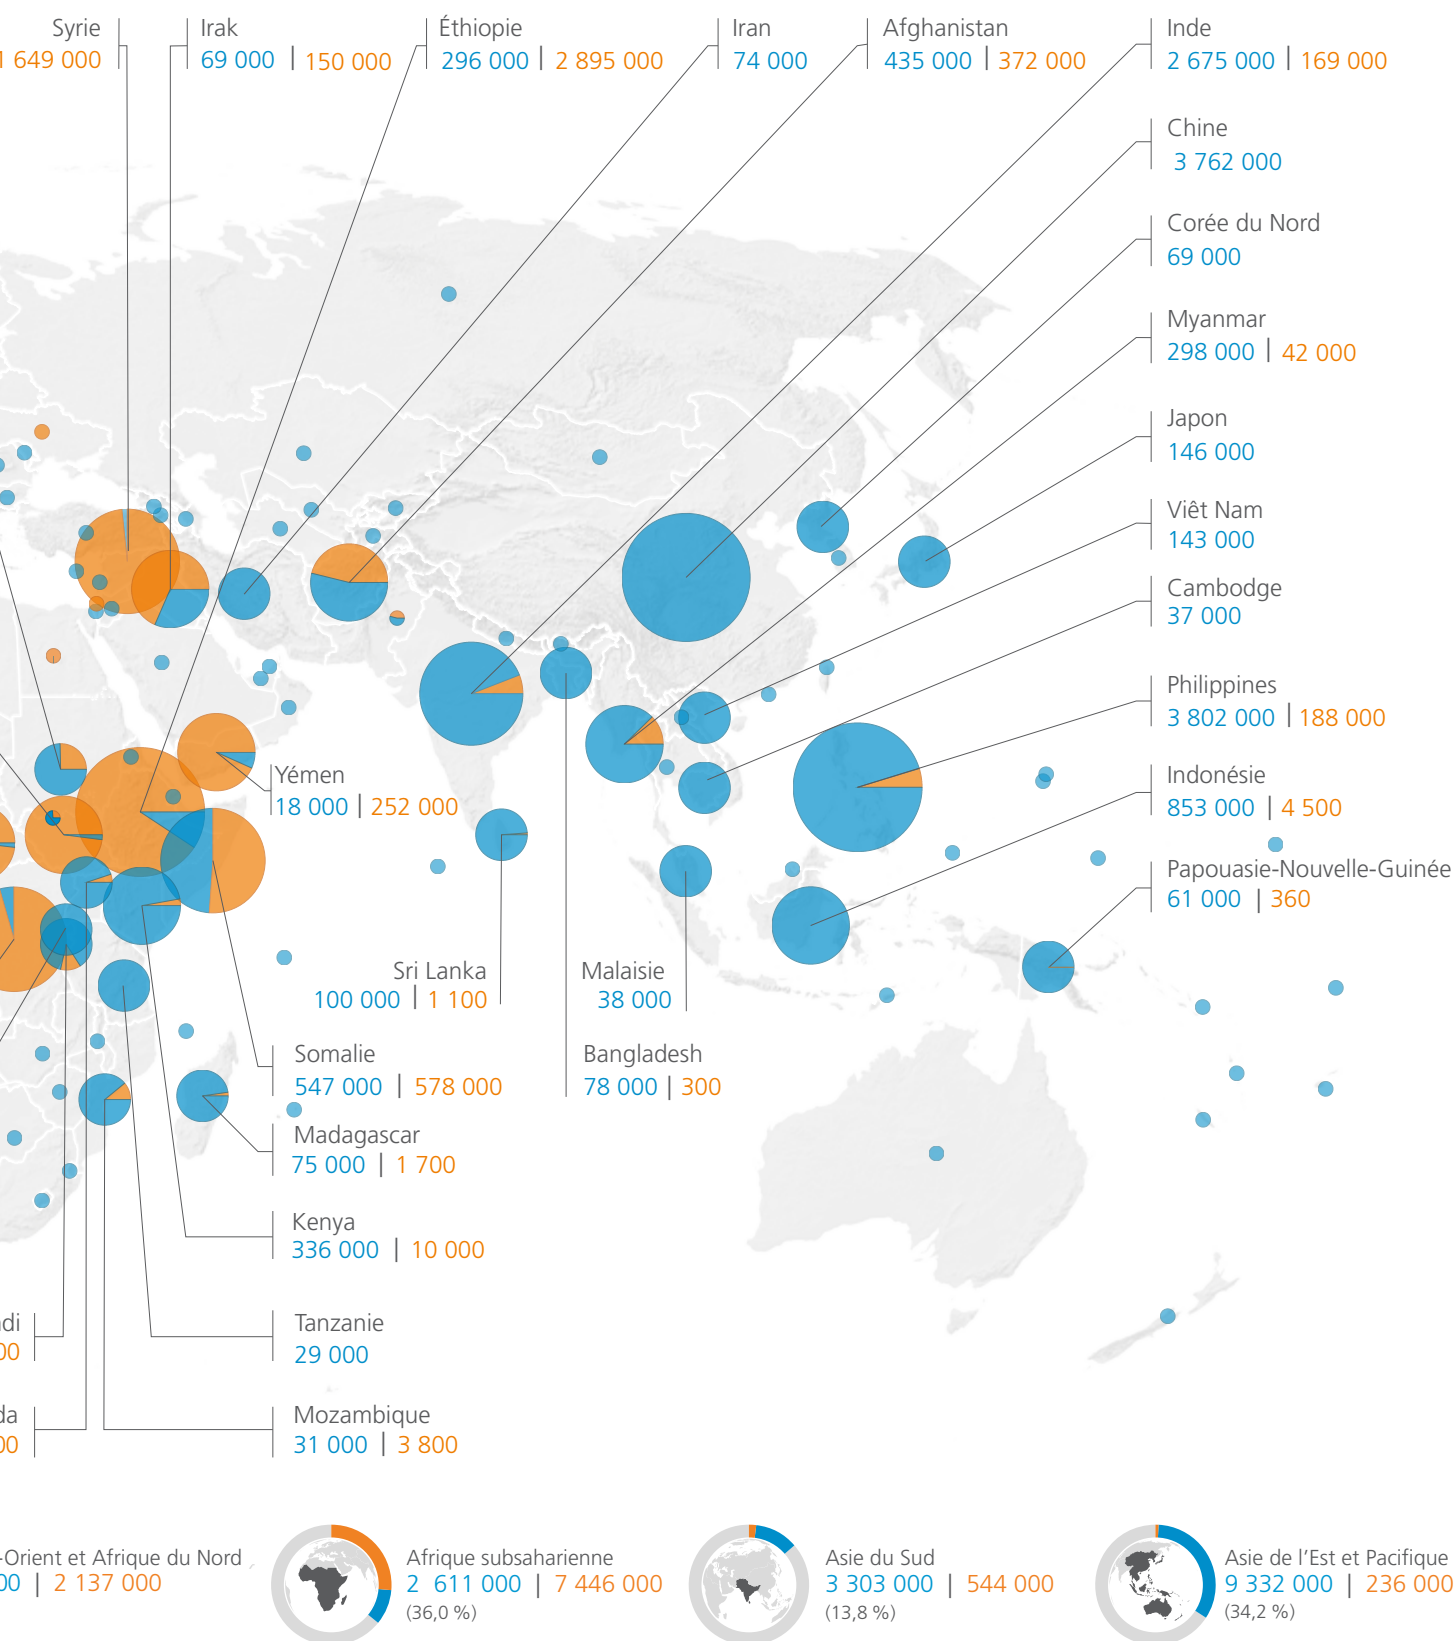 Syrie
1 649 000
Irak
69 000 | 150 000
Éthiopie
296 000 | 2 895 000
Iran
74 000
Afghanistan
435 000 | 372 000
Inde
2 675 000 | 169 000
Chine
3 762 000
Corée du Nord
69 000
Myanmar
298 000 | 42 000
Japon
146 000
Viêt Nam
143 000
Cambodge
37 000
Philippines
3 802 000 | 188 000
Indonésie
853 000 | 4 500
Papouasie-Nouvelle-Guinée
61 000 | 360
Yémen
18 000 | 252 000
Sri Lanka
100 000 | 1 100
Malaisie
38 000
Bangladesh
78 000 | 300
Somalie
547 000 | 578 000
Madagascar
75 000 | 1 700
Kenya
336 000 | 10 000
Tanzanie
29 000
Mozambique
31 000 | 3 800
-Orient et Afrique du Nord
00 | 2 137 000
Afrique subsaharienne
2 611 000 | 7 446 000
(36,0 %)
Asie du Sud
3 303 000 | 544 000
(13,8 %)
Asie de l'Est et Pacifique
9 332 000 | 236 000
(34,2 %)